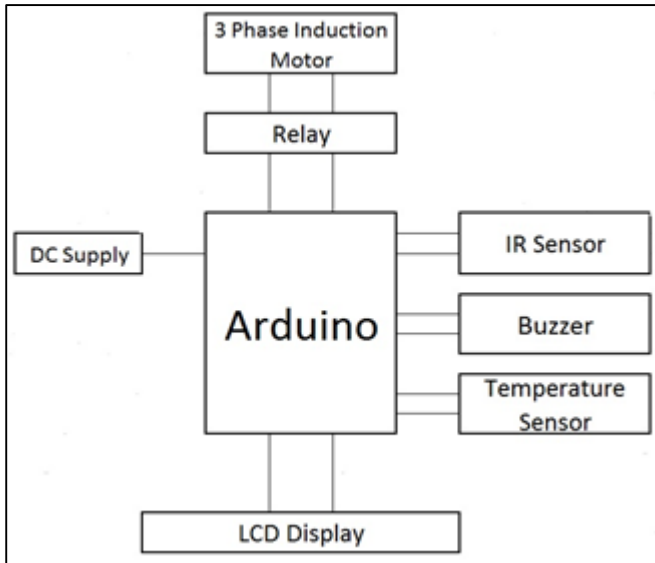 3 Phase Induction
Motor
Relay
DC Supply
Arduino
IR Sensor
Buzzer
Temperature
Sensor
LCD Display